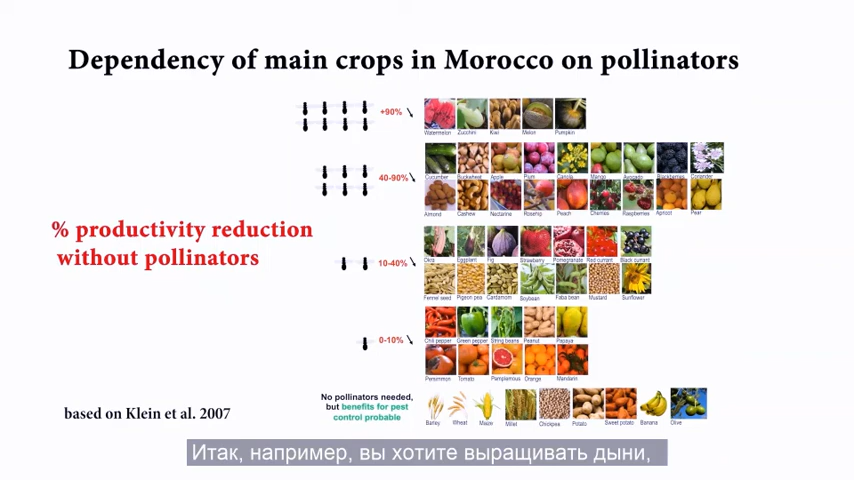 Dependency of main crops in Morocco on pollinators
+90%
Watermelon Zucchini Kiwi Melon Pumpkin
40-90%
Cucumber Buckwheat Apple Plum Canola Mango Avocado Blackberries Coriander
Almond Cashew Nectarine Rosehip Peach Cherries Raspberries Apricot Pear
% productivity reduction
without pollinators
10-40%
Okra Eggplant Fig Strawberry Pomegranate Red currant Black currant
Fennel seed Pigeon pea Cardamom Soybean Faba bean Mustard Sunflower
0-10%
Chili pepper Green pepper String beans Peanut Papaya
Persimmon Tomato Pamplemous Orange Mandarin
No pollinators needed,
but benefits for pest
control probable
Barley Wheat Maize Millet Chickpea Potato Sweet potato Banana Olive
based on Klein et al. 2007
Итак, например, вы хотите выращивать дыни,